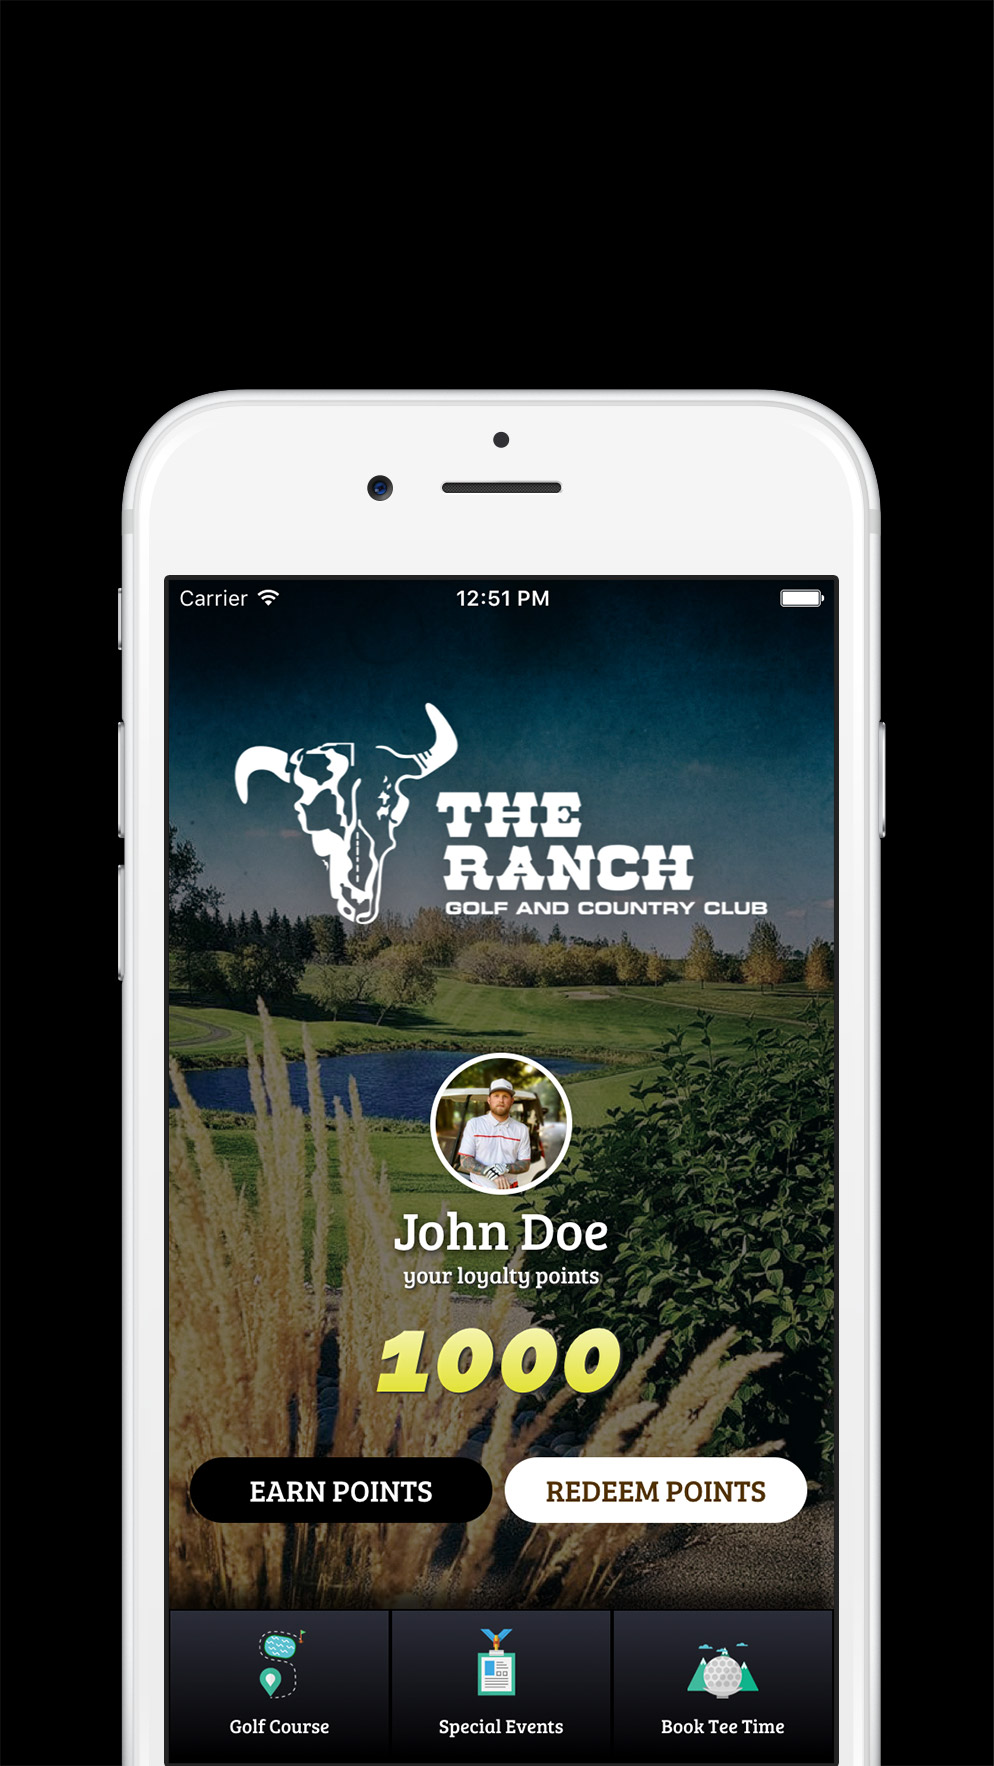 Carrier
12:51 PM
THE
RANCH
GOLF AND COUNTRY CLUB
John Doe
your loyalty points
1000
EARN POINTS
REDEEM POINTS
Golf Course
Special Events
Book Tee Time